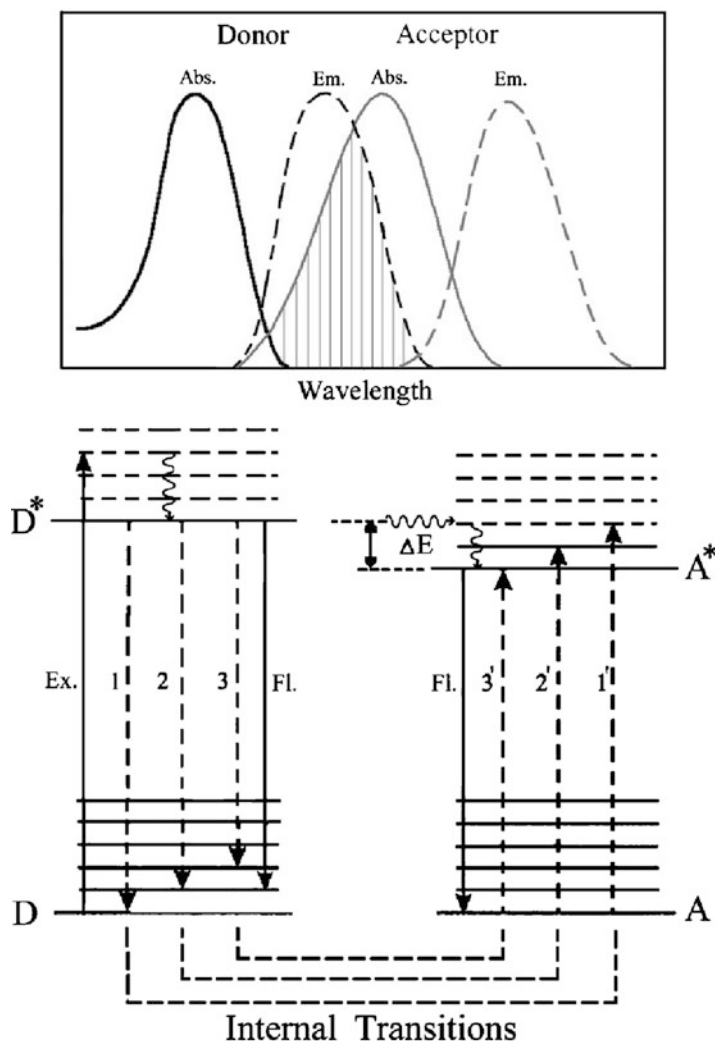 Donor Acceptor
Abs. Em. Abs. Em.
Wavelength
D* ΔE A*
Ex. 1 2 3 Fl. Fl. 3' 2' 1'
D A
Internal Transitions